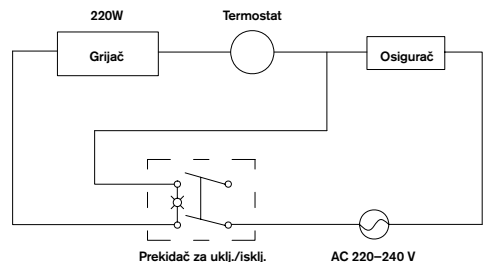 220W
Termostat
Grijač
Osigurač
Prekidač za uklj./isklj.
AC 220–240 V